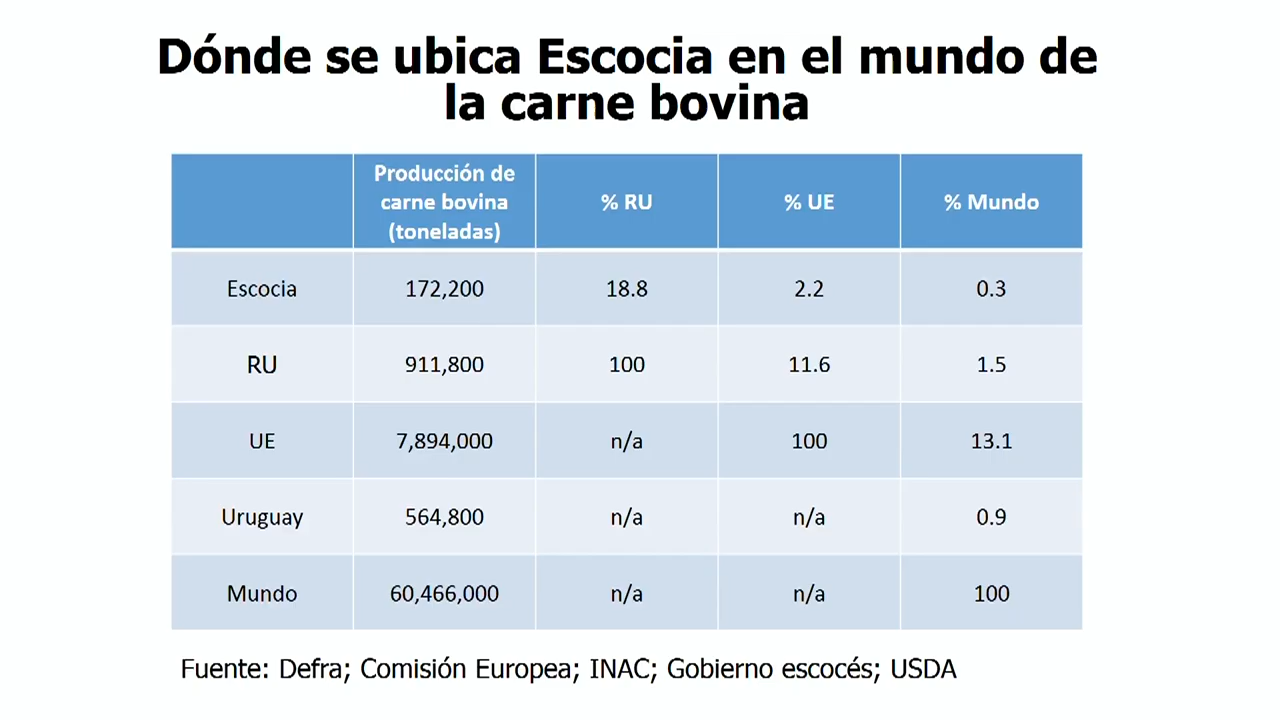 Dónde se ubica Escocia en el mundo de
la carne bovina
Producción de
carne bovina
(toneladas)
% RU
% UE
% Mundo
Escocia 172,200 18.8 2.2 0.3
RU 911,800 100 11.6 1.5
UE 7,894,000 n/a 100 13.1
Uruguay 564,800 n/a n/a 0.9
Mundo 60,466,000 n/a n/a 100
Fuente: Defra; Comisión Europea; INAC; Gobierno escocés; USDA